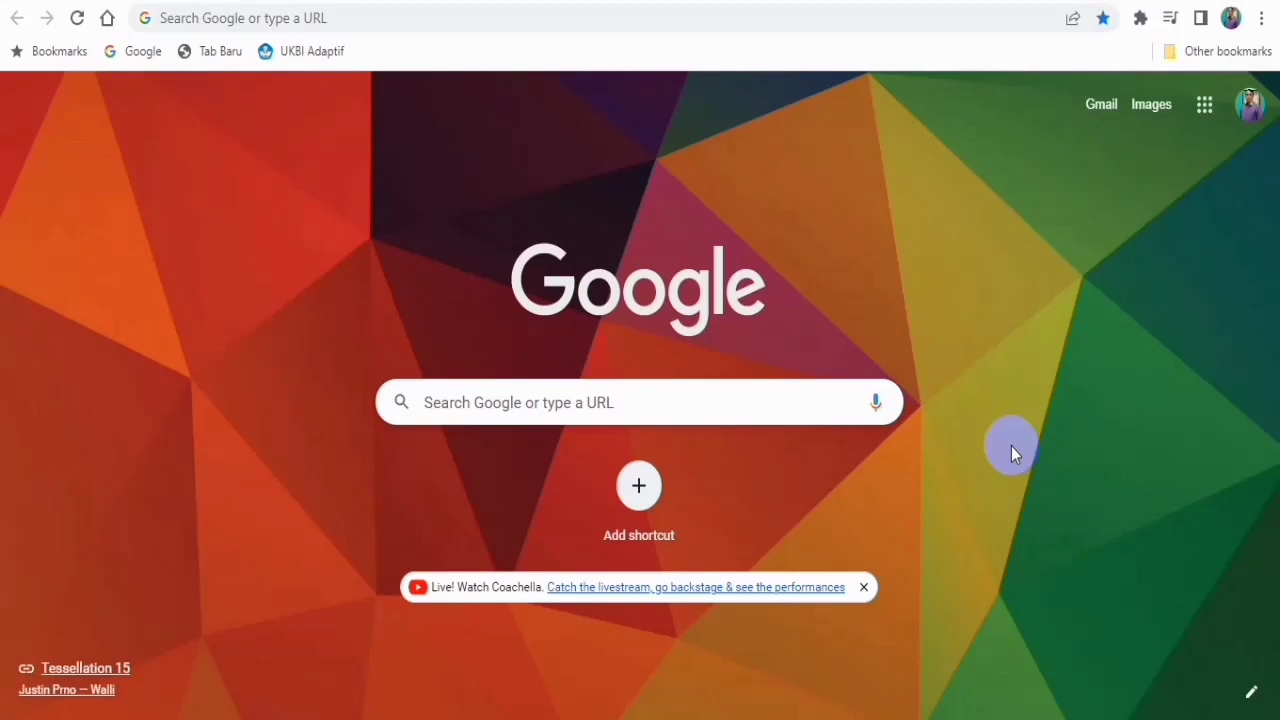 Search Google or type a URL
Bookmarks Google Tab Baru UKBI Adaptif Other bookmarks
Gmail Images
Google
Search Google or type a URL
Add shortcut
Live! Watch Coachella. Catch the livestream, go backstage & see the performances
Tessellation 15
Justin Prno — Walli